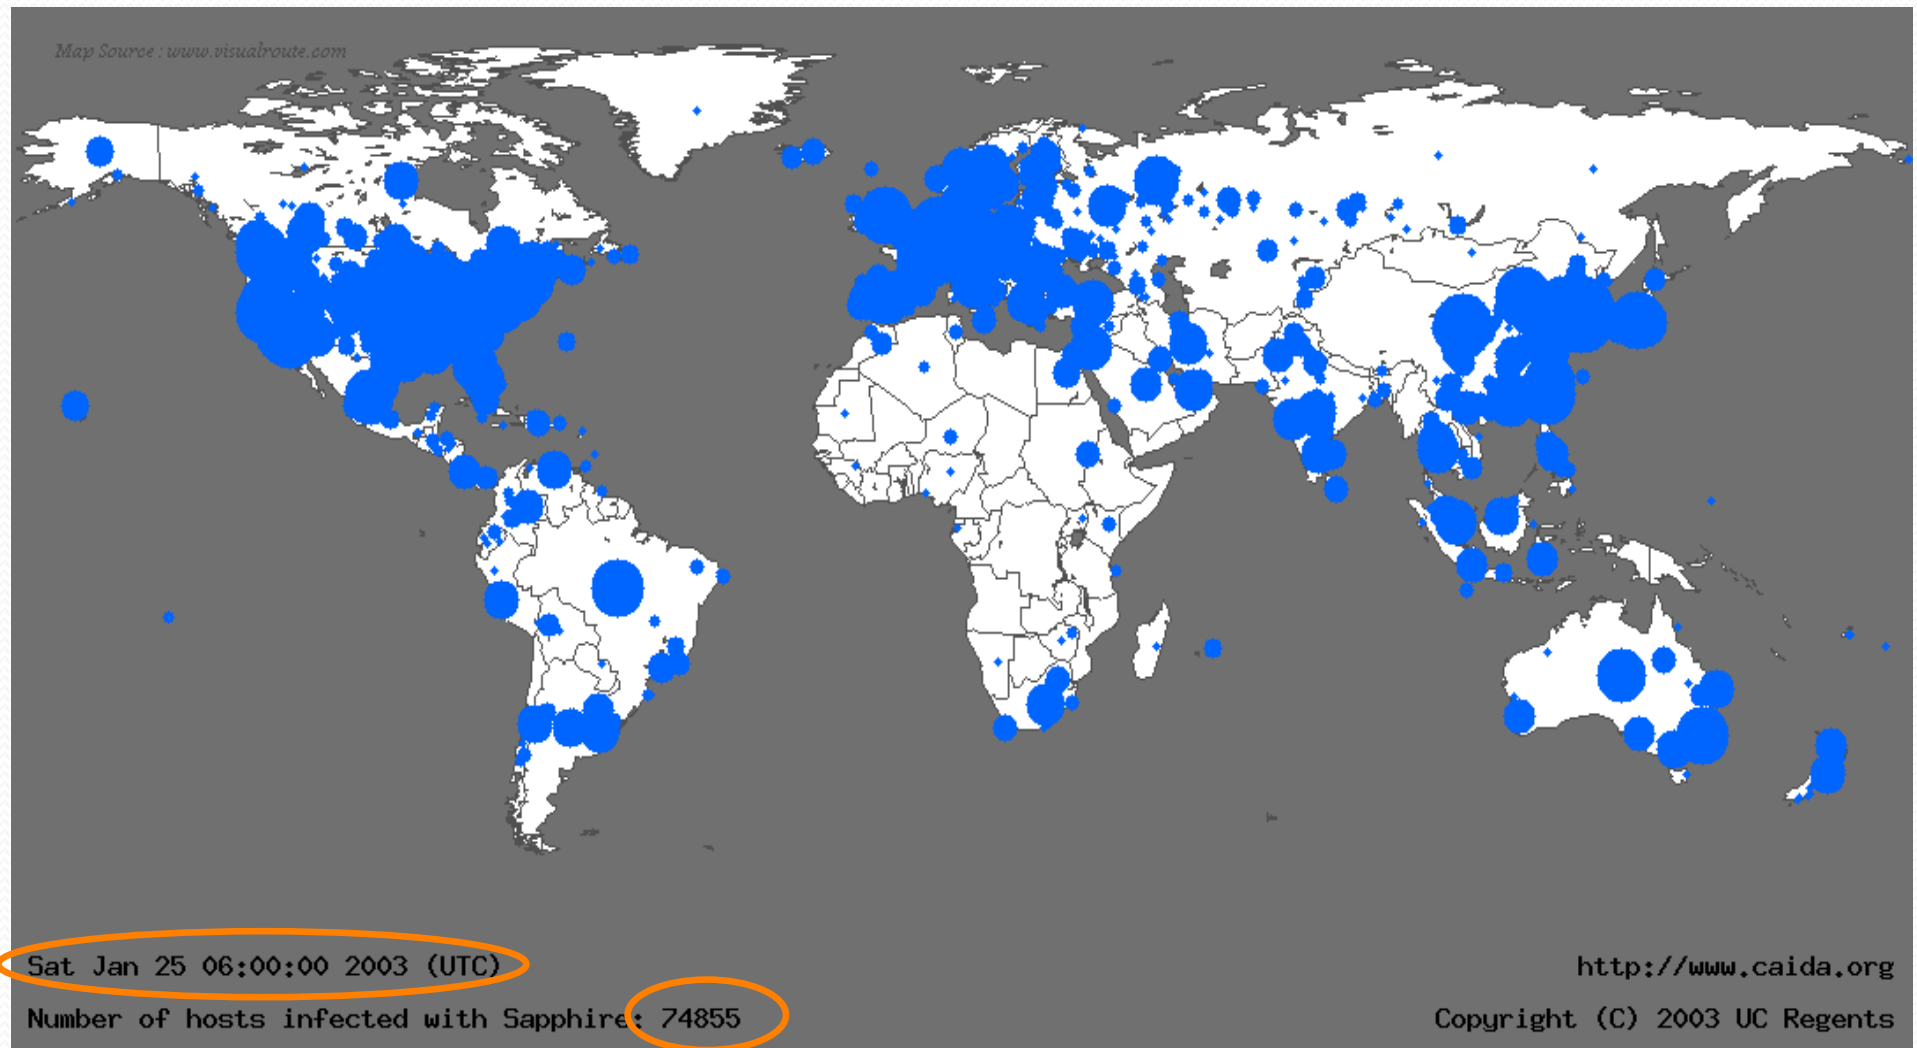 Map Source : www.visualroute.com
Sat Jan 25 06:00:00 2003 (UTC)
http://www.caida.org
Number of hosts infected with Sapphire: 74855
Copyright (C) 2003 UC Regents